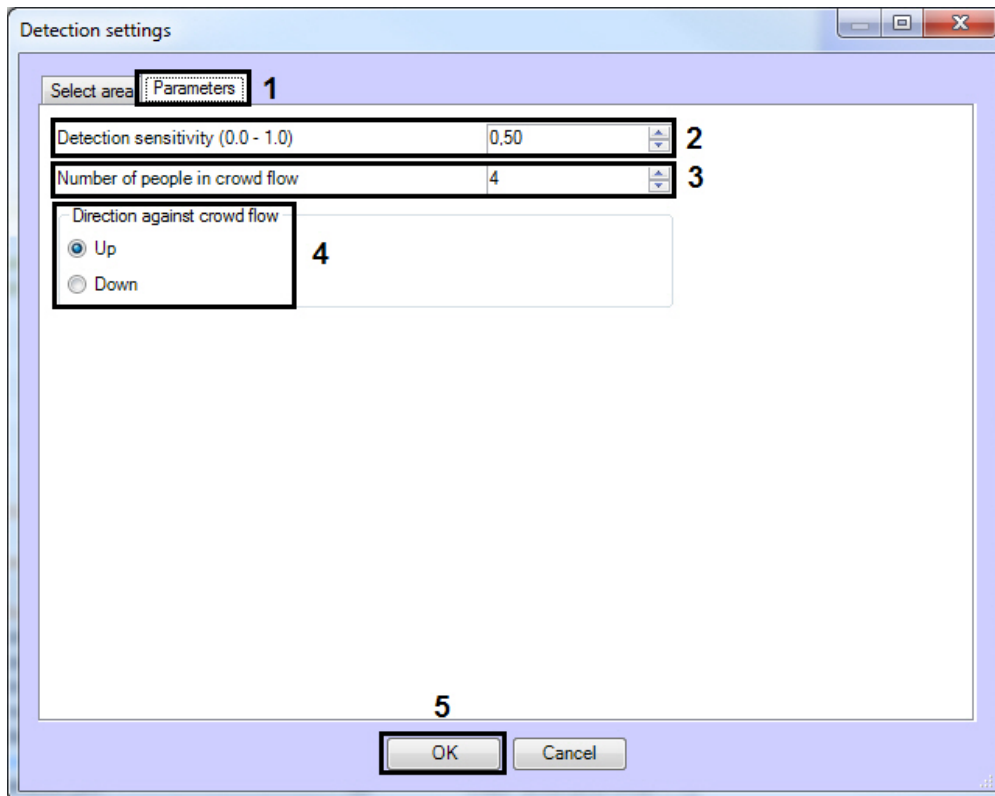 Detection settings
Select area Parameters 1
Detection sensitivity (0.0 - 1.0) 0,50 2
Number of people in crowd flow 4 3
Direction against crowd flow
Up 4
Down
5
OK Cancel